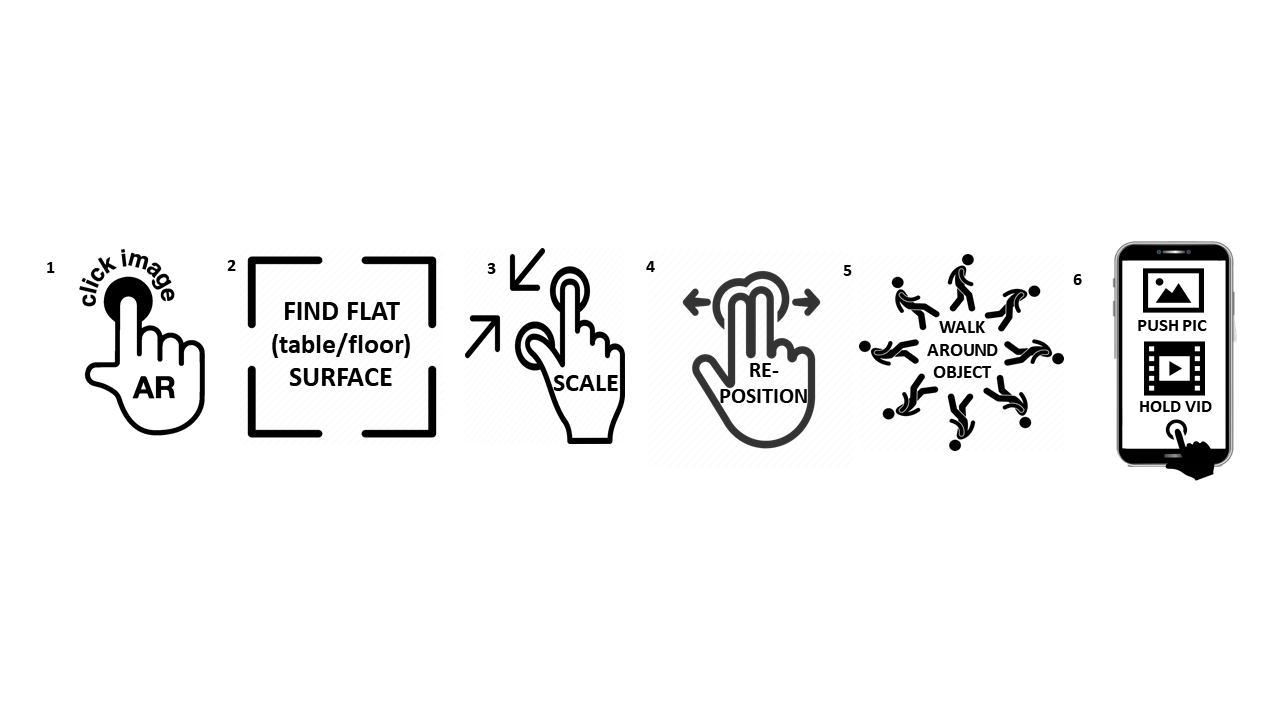 1
click image
AR
2
FIND FLAT
(table/floor)
SURFACE
3
SCALE
4
RE-
POSITION
5
WALK
AROUND
OBJECT
6
PUSH PIC
HOLD VID